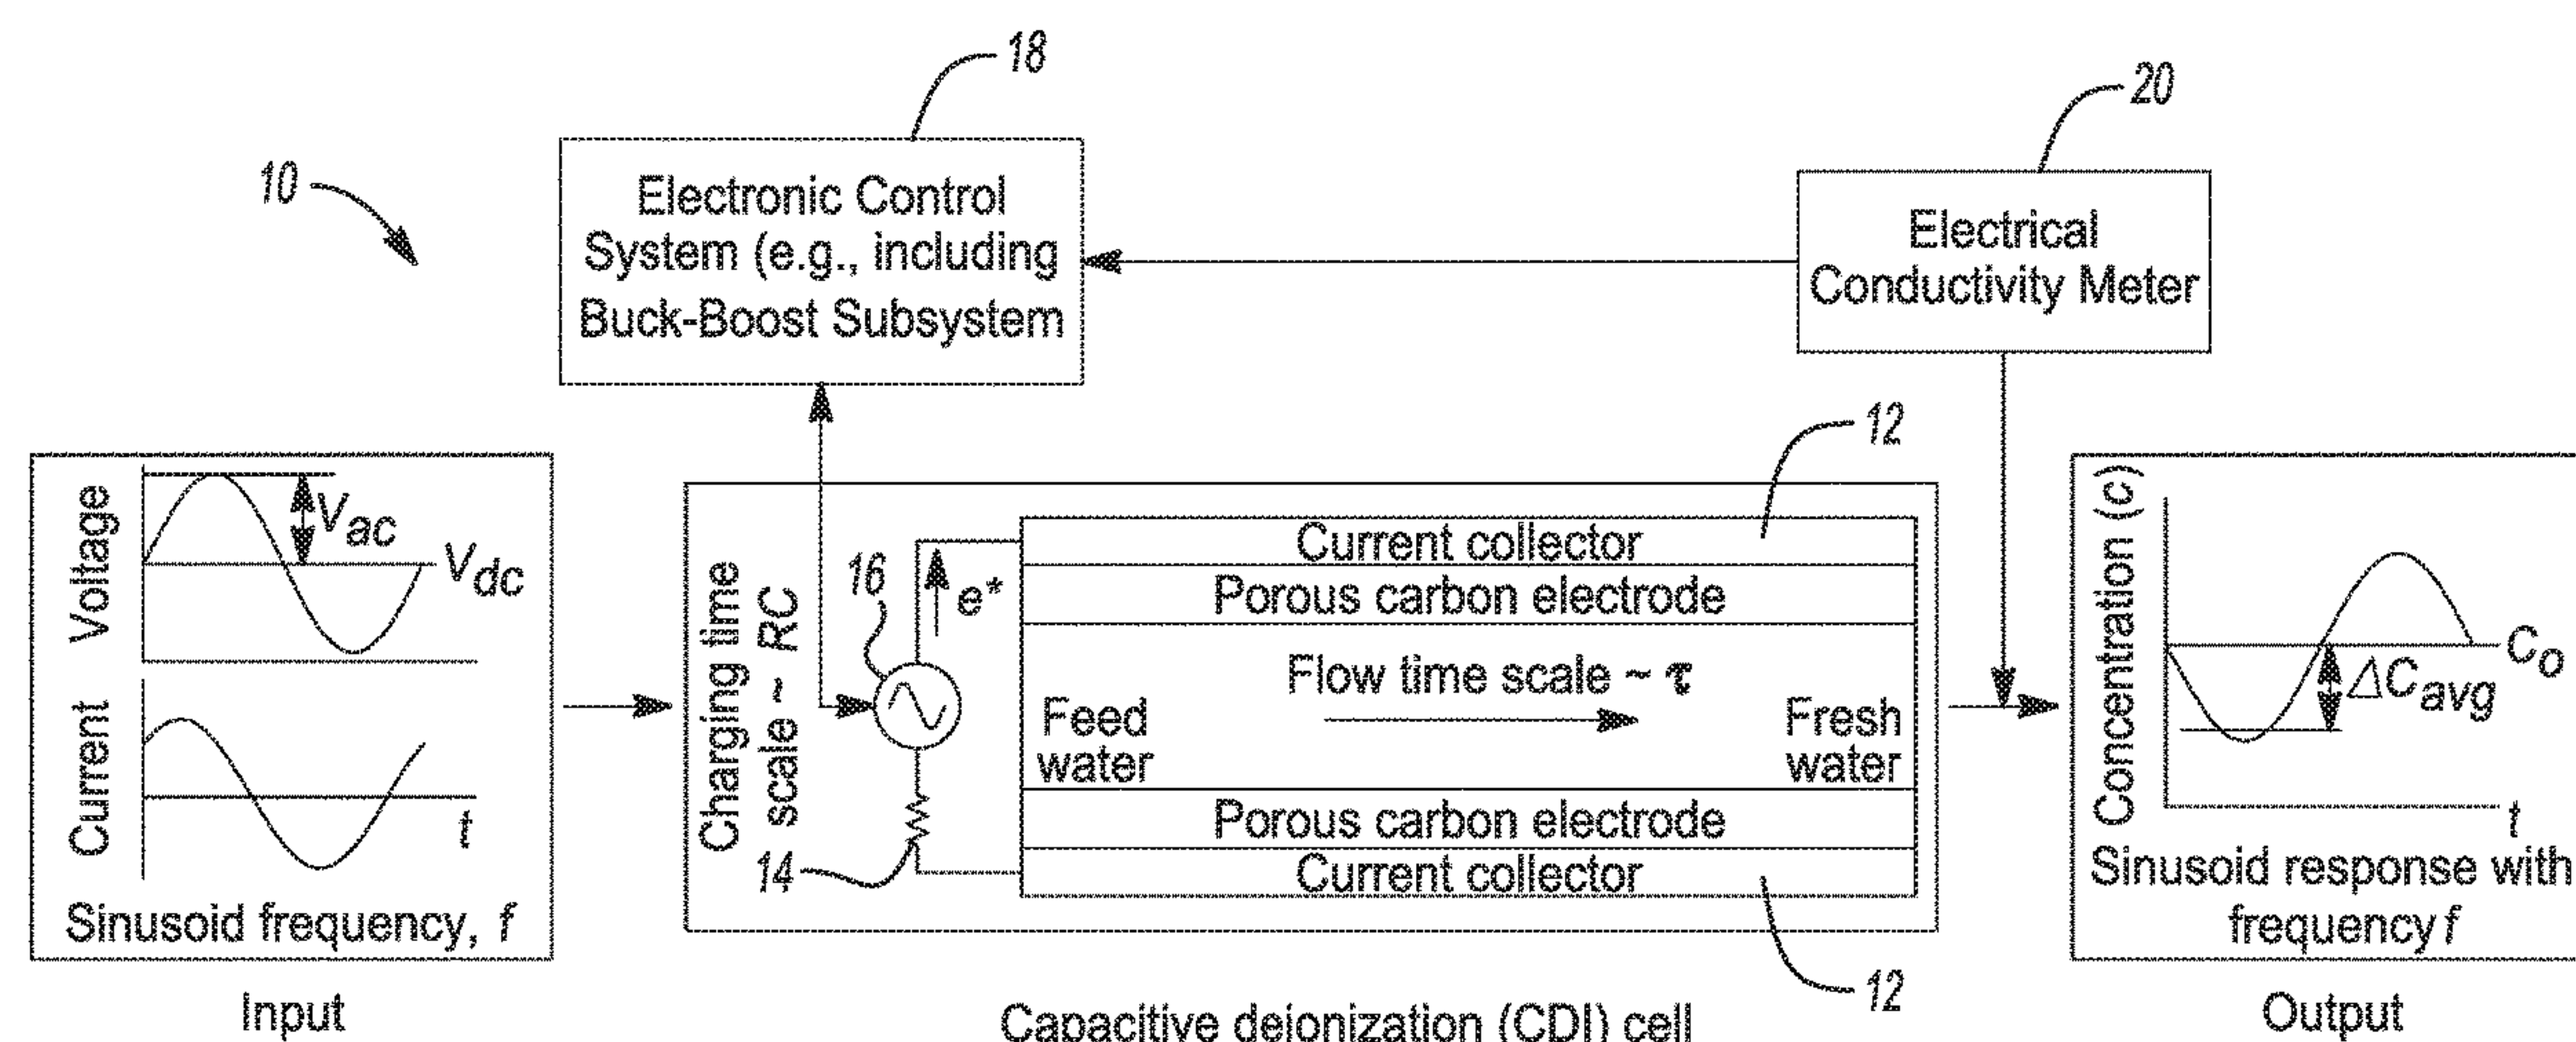 18
20
10
Electronic Control
System (e.g., including
Buck-Boost Subsystem
Electrical
Conductivity Meter
12
Voltage
Vac
Vdc
Current
t
Sinusoid frequency, f
Input
Charging time
scale ~ RC
16
e*
14
Current collector
Porous carbon electrode
Flow time scale ~ τ
Feed
water
Fresh
water
Porous carbon electrode
Current collector
12
Capacitive deionization (CDI) cell
Concentration (c)
Co
ΔCavg
t
Sinusoid response with
frequency f
Output